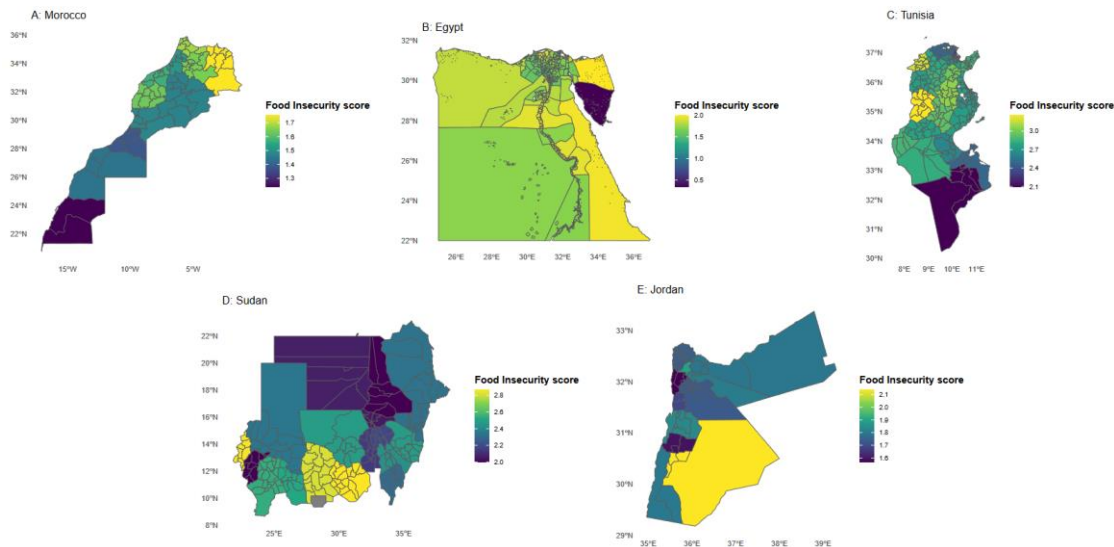 A: Morocco
B: Egypt
C: Tunisia
36°N
34°N
32°N
30°N
28°N
26°N
24°N
22°N
15°W
10°W
5°W
Food Insecurity score
1.7
1.6
1.5
1.4
1.3
32°N
30°N
28°N
26°N
24°N
22°N
26°E
28°E
30°E
32°E
34°E
36°E
Food Insecurity score
2.0
1.5
1.0
0.5
37°N
36°N
35°N
34°N
33°N
32°N
31°N
30°N
8°E
9°E
10°E
11°E
Food Insecurity score
3.0
2.7
2.4
2.1
D: Sudan
E: Jordan
22°N
20°N
18°N
16°N
14°N
12°N
10°N
8°N
25°E
30°E
35°E
Food Insecurity score
2.8
2.6
2.4
2.2
2.0
33°N
32°N
31°N
30°N
29°N
35°E
36°E
37°E
38°E
39°E
Food Insecurity score
2.1
2.0
1.9
1.8
1.7
1.6